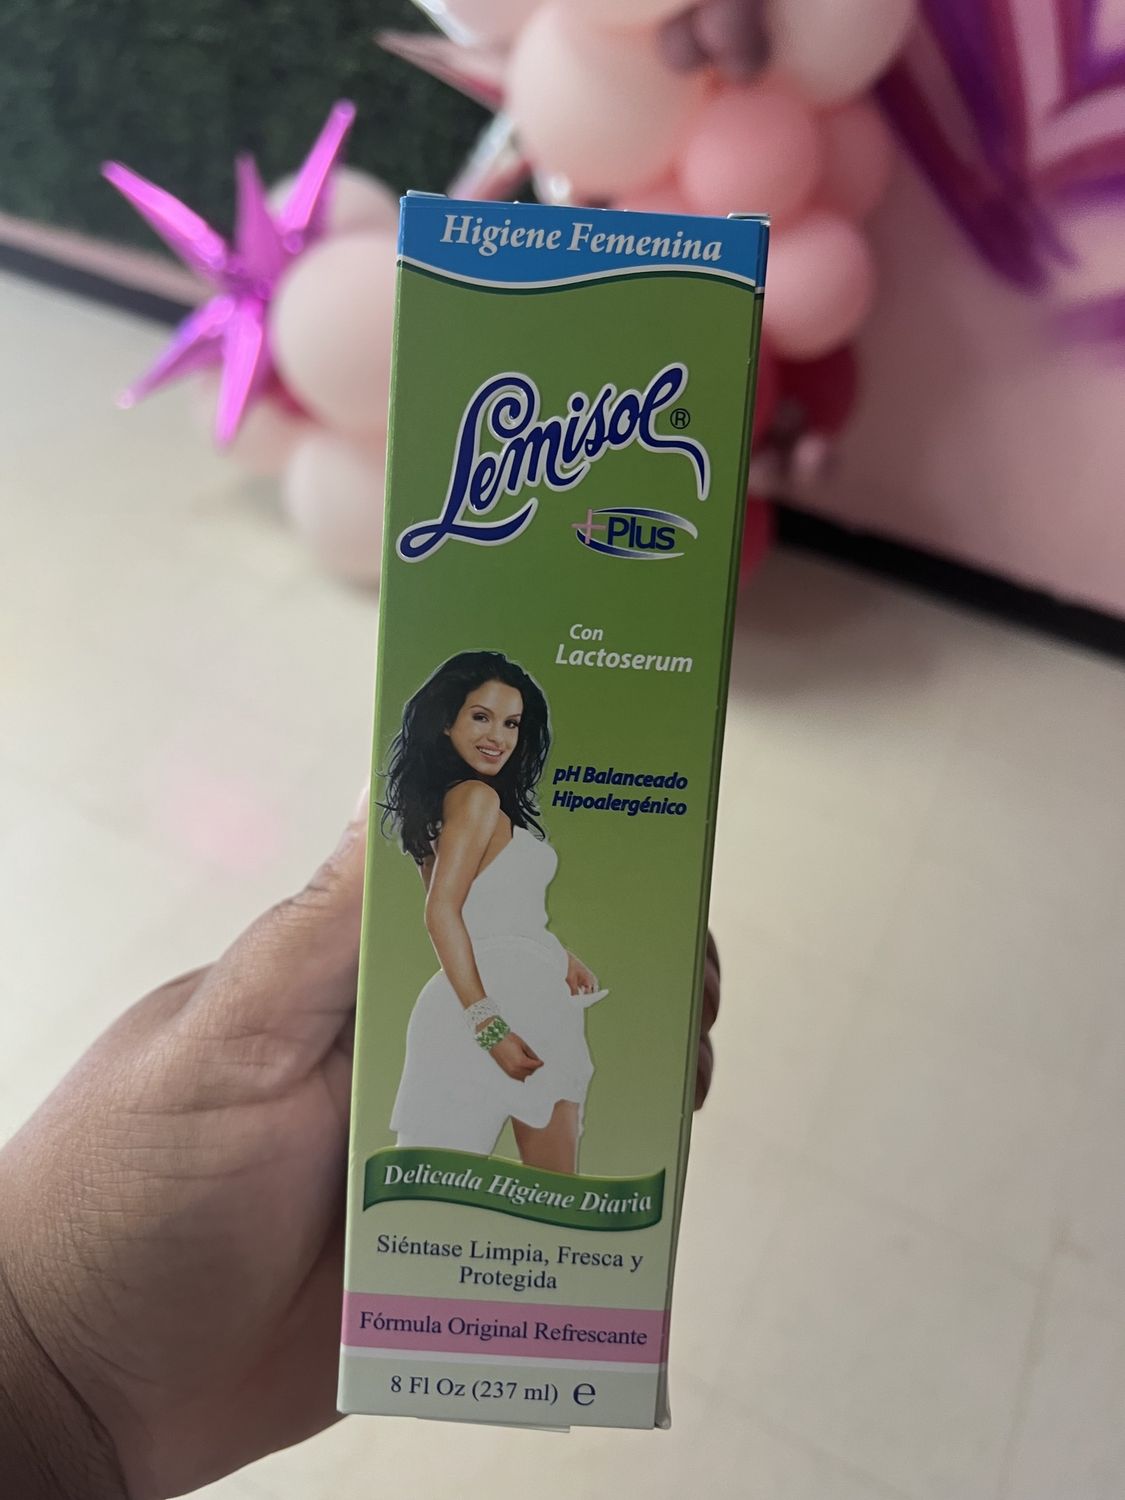 Higiene Femenina
Lemisol®
+Plus
Con
Lactoserum
pH Balanceado
Hipoalergénico
Delicada Higiene Diaria
Siéntase Limpia, Fresca y
Protegida
Fórmula Original Refrescante
8 Fl Oz (237 ml) ℮